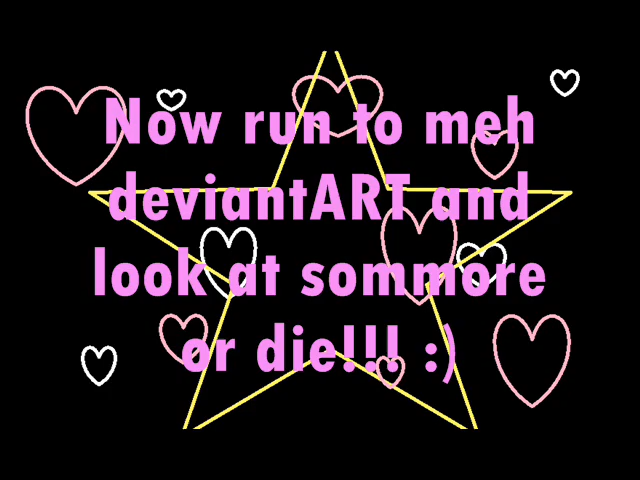 Now run to meh
deviantART and
look at sommore
or die!!! :)